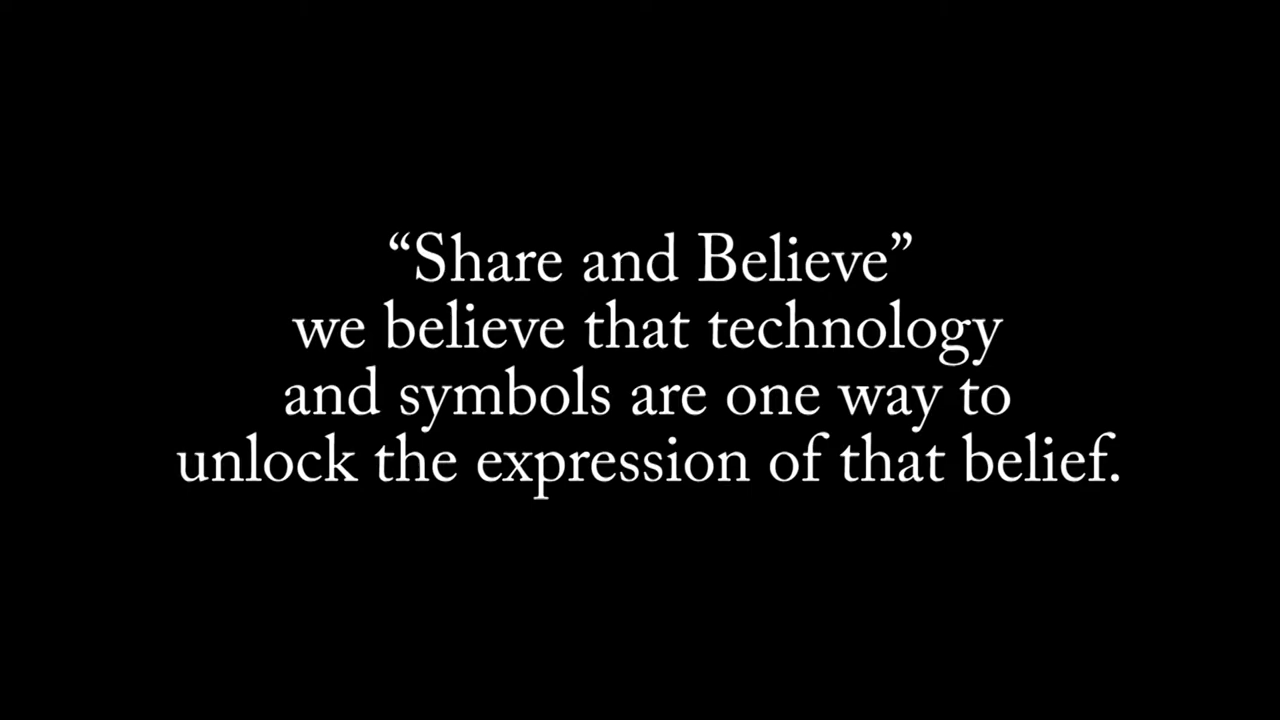 “Share and Believe”
we believe that technology
and symbols are one way to
unlock the expression of that belief.